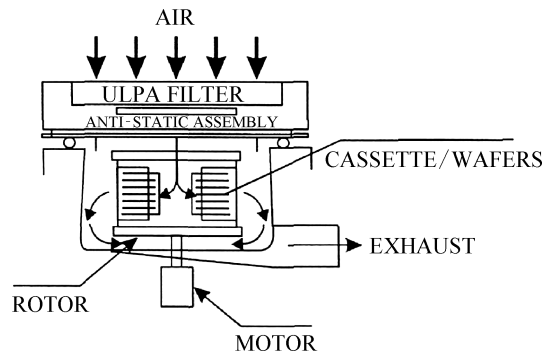 AIR
ULPA FILTER
ANTI-STATIC ASSEMBLY
CASSETTE/WAFERS
EXHAUST
ROTOR
MOTOR